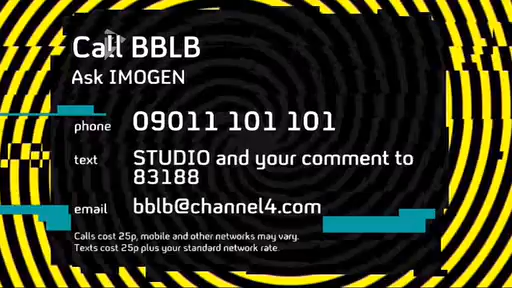 Call BBLB
Ask IMOGEN
phone 09011 101 101
text STUDIO and your comment to
83188
email bblb@channel4.com
Calls cost 25p, mobile and other networks may vary.
Texts cost 25p plus your standard network rate.